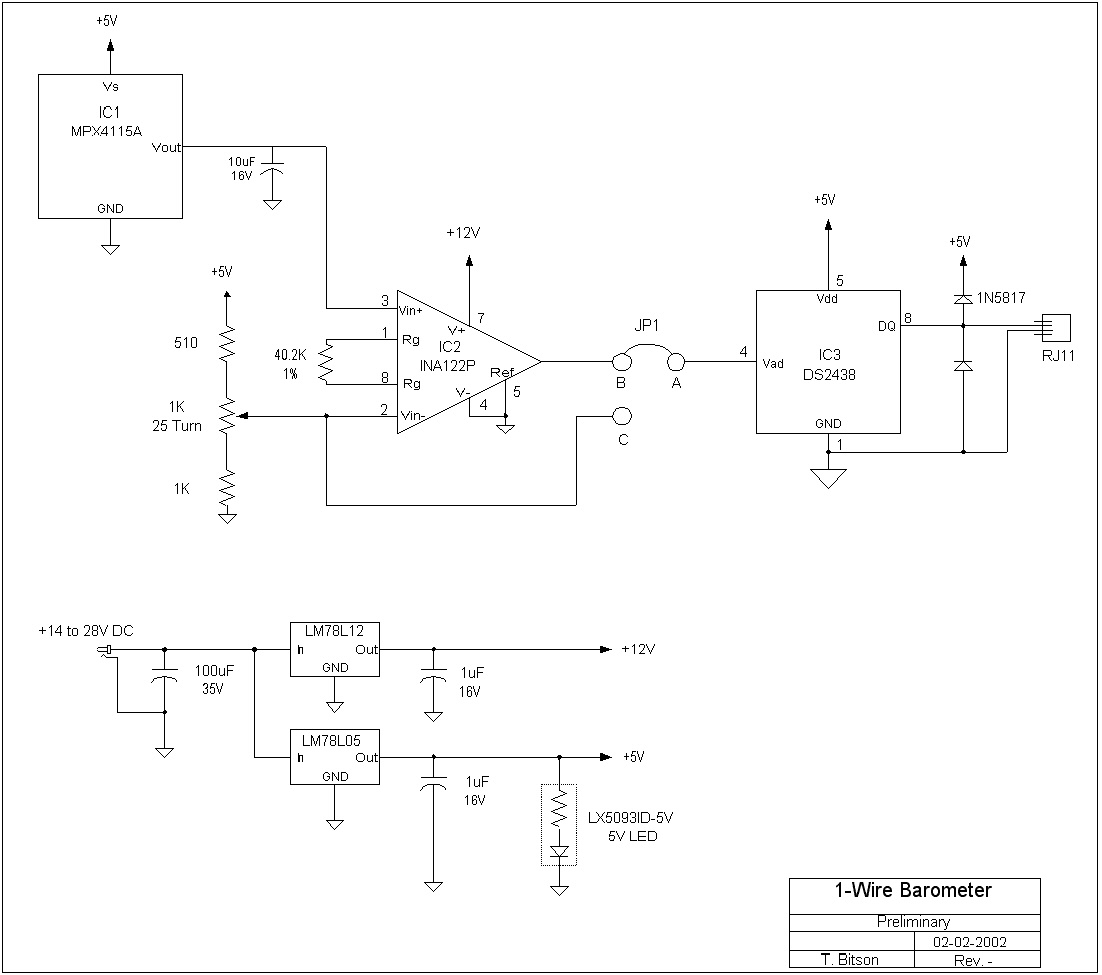 +5V
Vs
IC1
MPX4115A
Vout
GND
10uF
16V
+5V
510
1K
25 Turn
1K
40.2K
1%
+12V
3
Vin+
1
Rg
8
Rg
2
Vin-
7
V+
IC2
INA122P
Ref
5
V-
4
JP1
B
A
C
+5V
5
Vdd
4
Vad
IC3
DS2438
DQ
8
GND
1
+5V
1N5817
RJ11
+14 to 28V DC
100uF
35V
LM78L12
In
Out
GND
1uF
16V
+12V
LM78L05
In
Out
GND
1uF
16V
+5V
LX5093ID-5V
5V LED
1-Wire Barometer
Preliminary
02-02-2002
T. Bitson
Rev. -